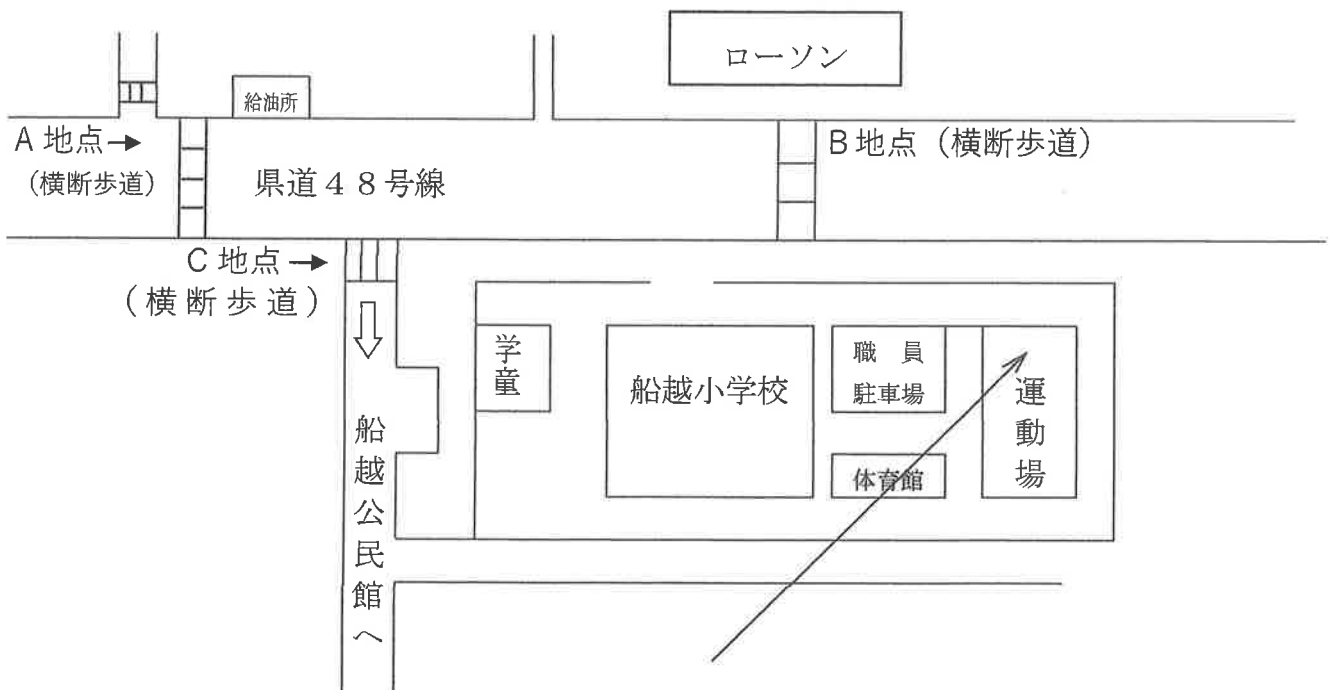 ローソン
給油所
A 地点→
（横断歩道）
B 地点（横断歩道）
県道４８号線
C 地点→
（横断歩道）
学童
船越小学校
職員
駐車場
体育館
運動場
船越公民館へ